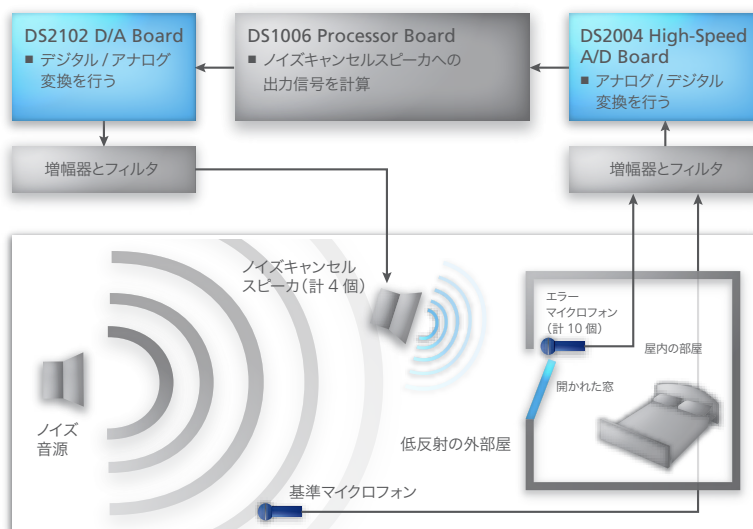 DS2102 D/A Board
■ デジタル / アナログ
変換を行う
DS1006 Processor Board
■ ノイズキャンセルスピーカへの
出力信号を計算
DS2004 High-Speed
A/D Board
■ アナログ / デジタル
変換を行う
増幅器とフィルタ
増幅器とフィルタ
ノイズキャンセル
スピーカ（計 4 個）
エラー
マイクロフォン
（計 10 個）
屋内の部屋
開かれた窓
ノイズ
音源
低反射の外部屋
基準マイクロフォン